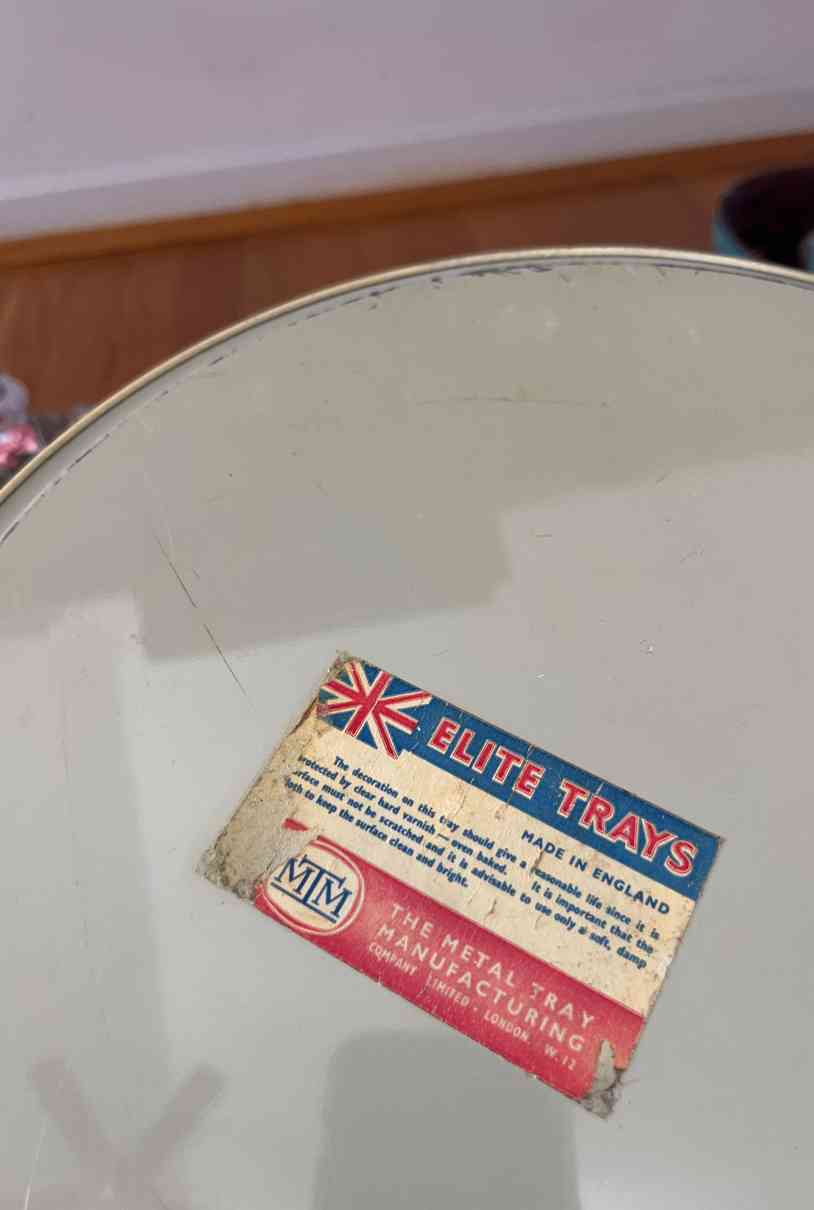 ELITE TRAYS
MADE IN ENGLAND
The decoration on this tray should give a reasonable life since it is
protected by clear hard varnish — even baked. It is important that the
surface must not be scratched and it is advisable to use only a soft, damp
cloth to keep the surface clean and bright.
MTM
THE METAL TRAY
MANUFACTURING
COMPANY LIMITED · LONDON. W.12